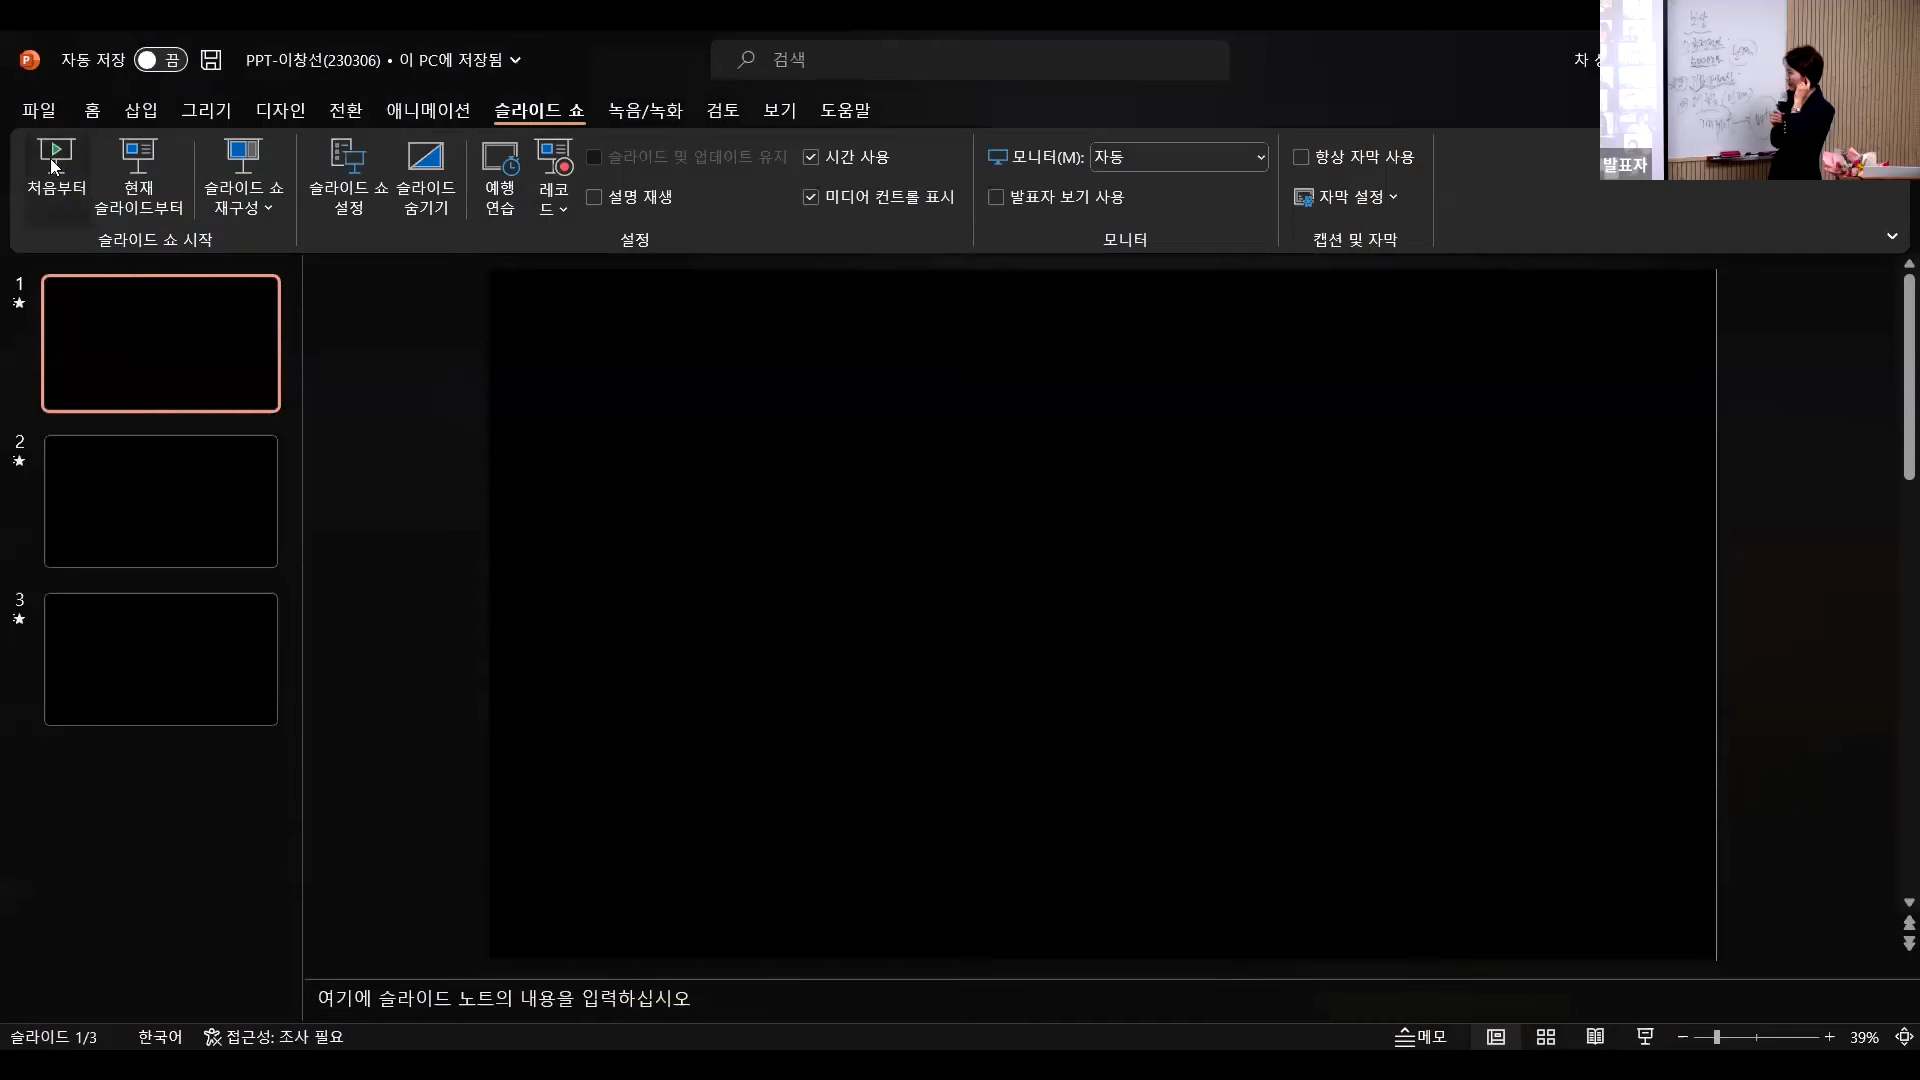 자동 저장 끔 PPT-이창선(230306) • 이 PC에 저장됨 검색 차
파일 홈 삽입 그리기 디자인 전환 애니메이션 슬라이드 쇼 녹음/녹화 검토 보기 도움말
처음부터
현재
슬라이드부터
슬라이드 쇼
재구성
슬라이드 쇼 시작
슬라이드 쇼
설정
슬라이드
숨기기
예행
연습
레코
드
슬라이드 및 업데이트 유지
설명 재생
시간 사용
미디어 컨트롤 표시
설정
모니터(M): 자동
발표자 보기 사용
모니터
항상 자막 사용
자막 설정
캡션 및 자막
발표자
1
2
3
여기에 슬라이드 노트의 내용을 입력하십시오
슬라이드 1/3 한국어 접근성: 조사 필요 메모 39%